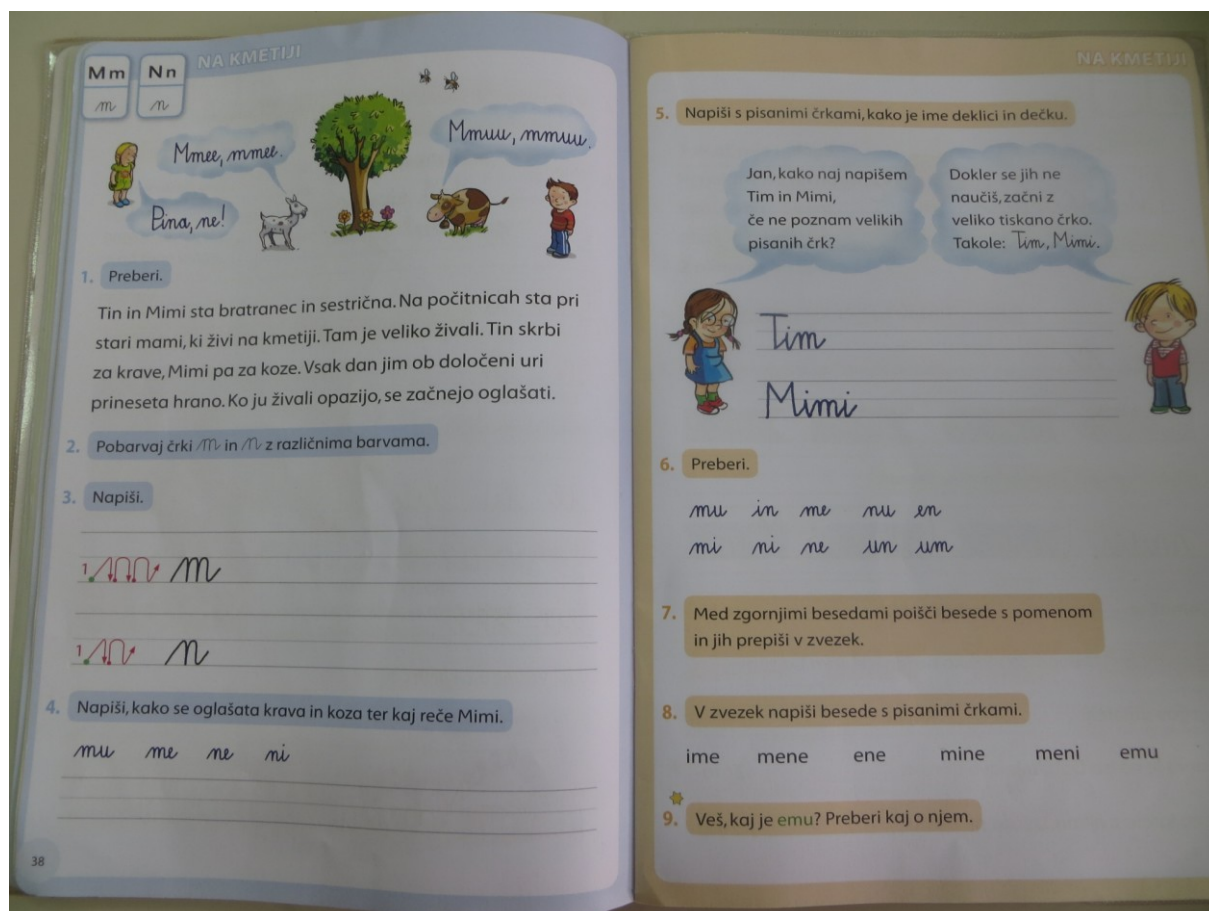 NA KMETIJI
M m N n
m n
Mmuu, mmuu.
Mmee, mmee.
Pina, ne!
1. Preberi.
Tin in Mimi sta bratranec in sestrična. Na počitnicah sta pri
stari mami, ki živi na kmetiji. Tam je veliko živali. Tin skrbi
za krave, Mimi pa za koze. Vsak dan jim ob določeni uri
prineseta hrano. Ko ju živali opazijo, se začnejo oglašati.
2. Pobarvaj črki m in n z različnima barvama.
3. Napiši.
1 m
1 n
4. Napiši, kako se oglašata krava in koza ter kaj reče Mimi.
mu me ne ni
38
NA KMETIJI
5. Napiši s pisanimi črkami, kako je ime deklici in dečku.
Jan, kako naj napišem
Tim in Mimi,
če ne poznam velikih
pisanih črk?
Dokler se jih ne
naučiš, začni z
veliko tiskano črko.
Takole: Tim, Mimi.
Tim
Mimi
6. Preberi.
mu in me nu en
mi ni ne un um
7. Med zgornjimi besedami poišči besede s pomenom
in jih prepiši v zvezek.
8. V zvezek napiši besede s pisanimi črkami.
ime mene ene mine meni emu
9. Veš, kaj je emu? Preberi kaj o njem.